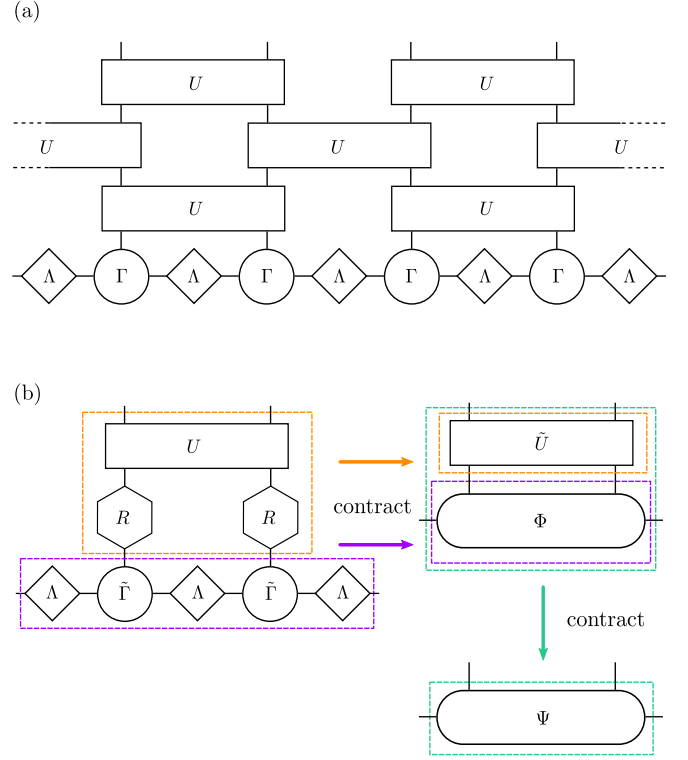 (a)
U U
U U U
U U
Λ Γ Λ Γ Λ Γ Λ Γ Λ
(b)
U Ũ
R R contract Φ
Λ Γ̃ Λ Γ̃ Λ
contract
Ψ